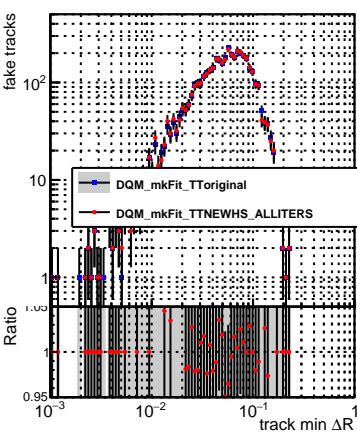 fake tracks
10²
10
1
DQM_mkFit_TToriginal
DQM_mkFit_TTNEWHS_ALLITERS
Ratio
1.05
1
0.95
10⁻³ 10⁻² 10⁻¹ 1
track min ΔR